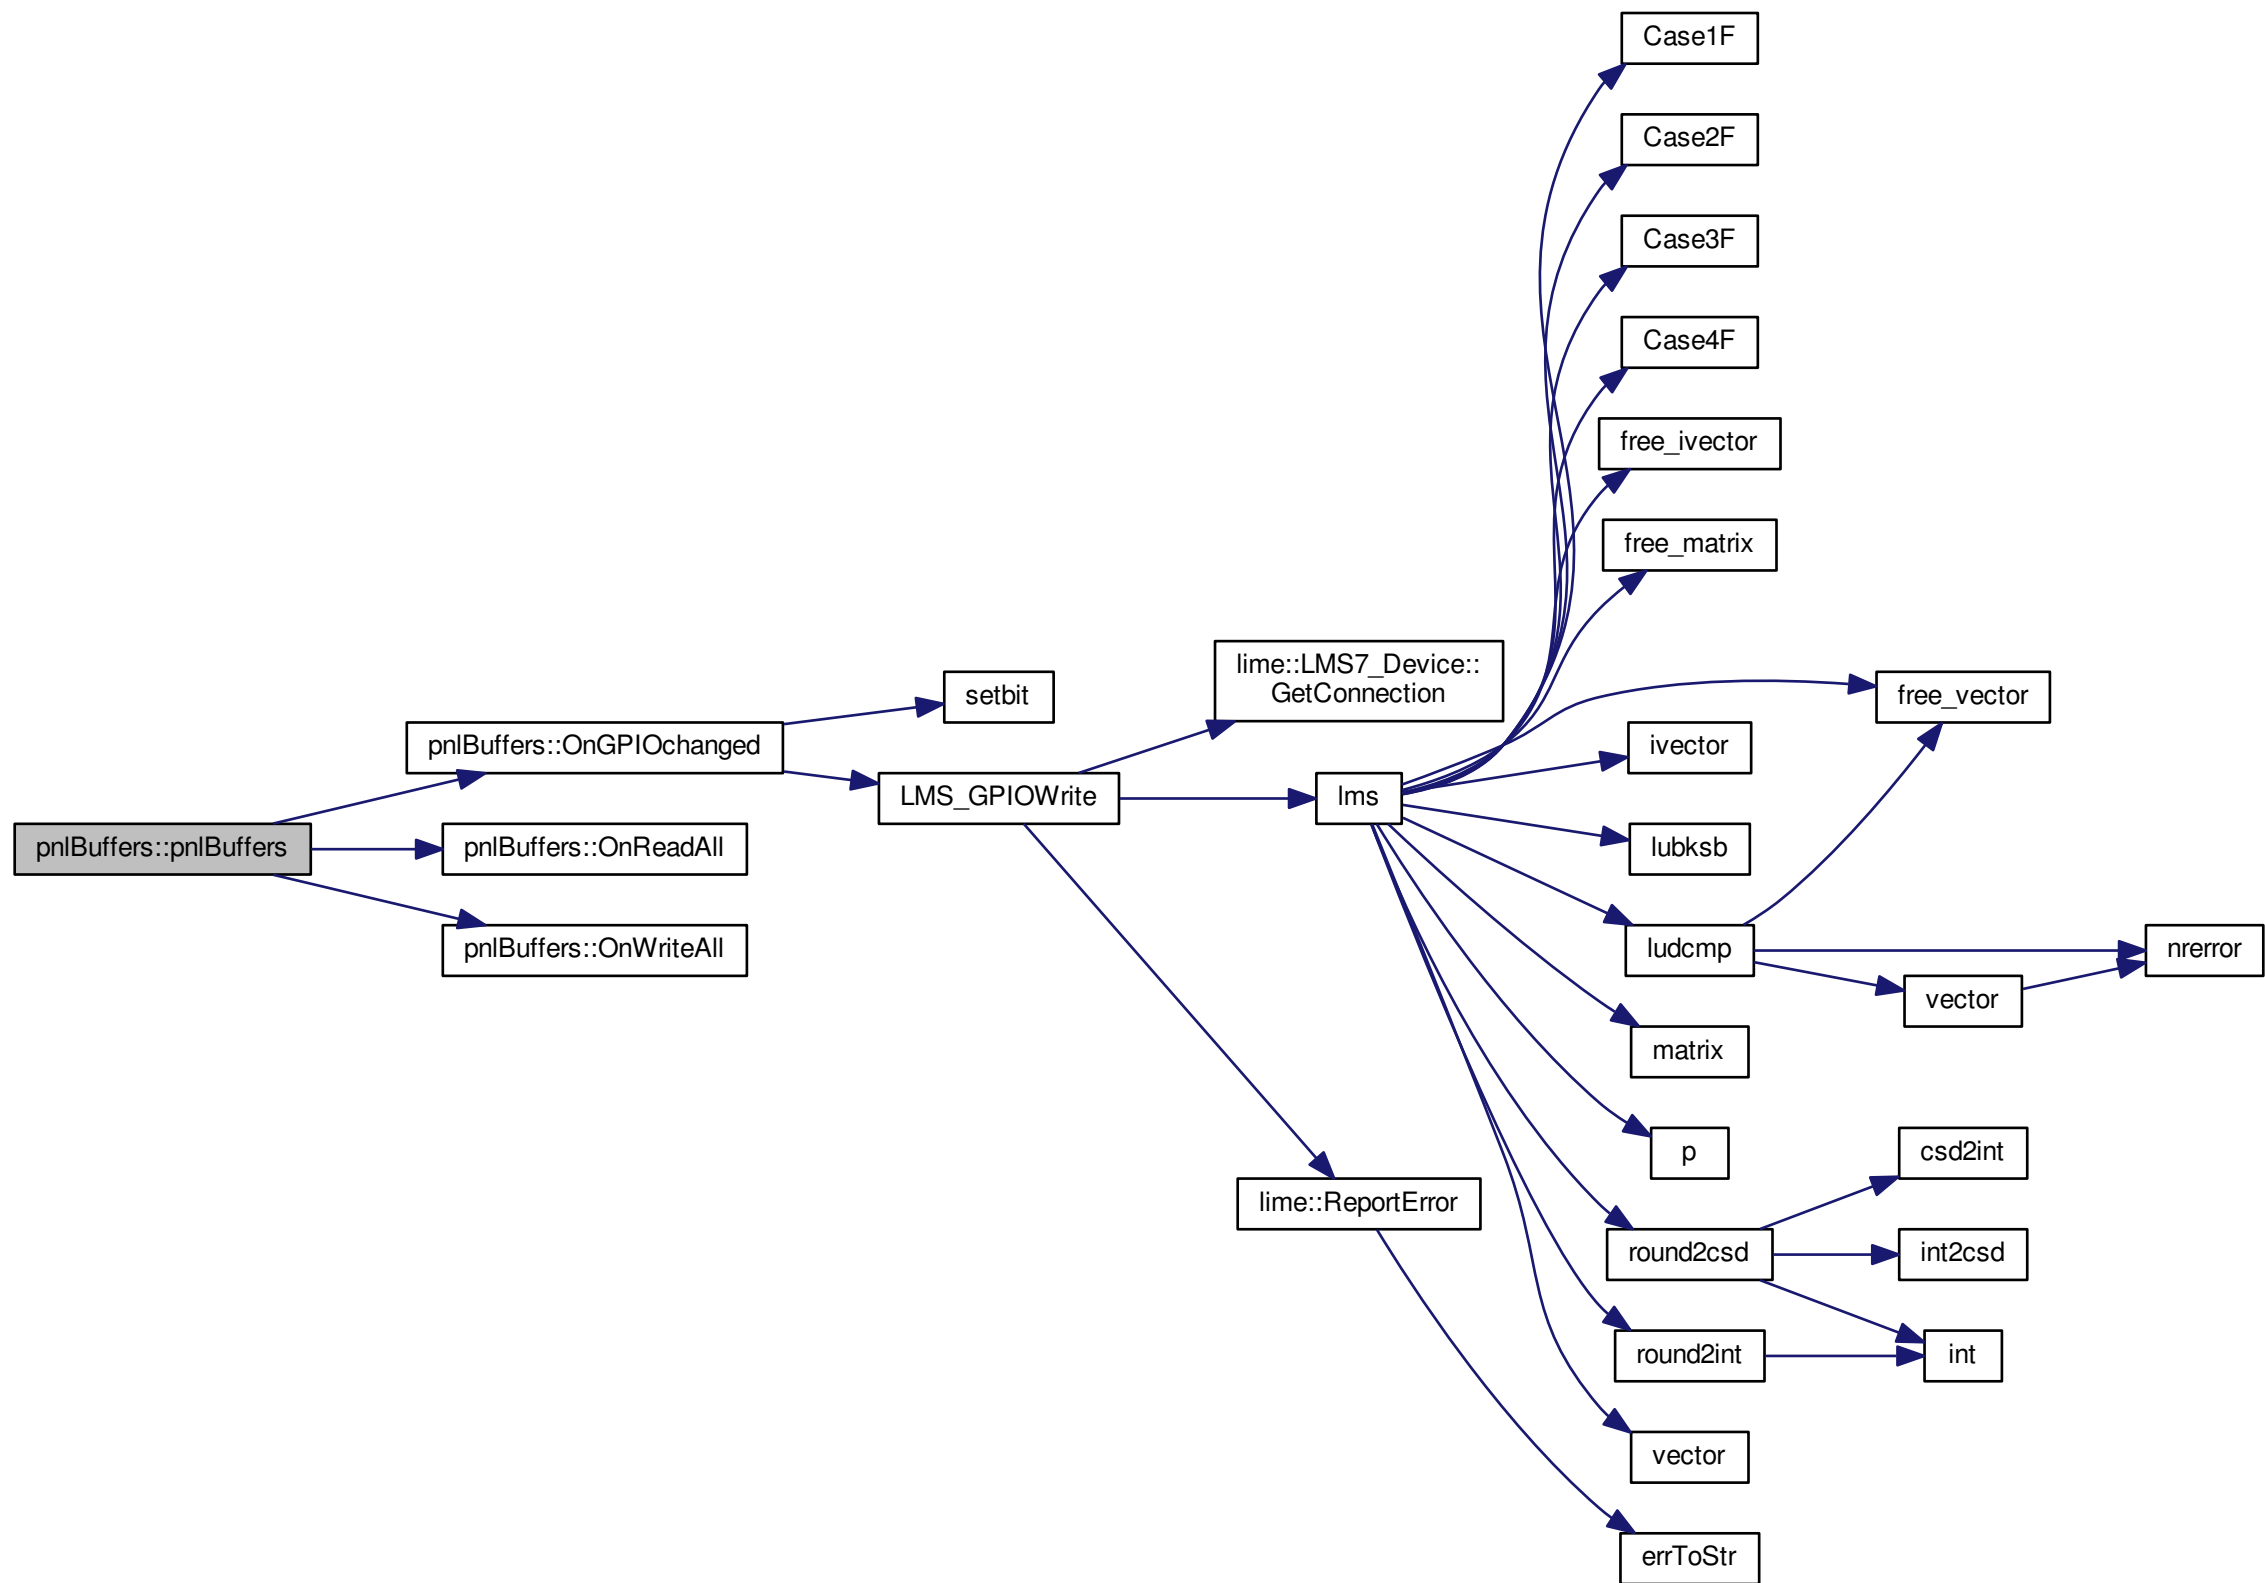 Case1F
Case2F
Case3F
Case4F
free_ivector
free_matrix
lime::LMS7_Device::
GetConnection
setbit
free_vector
pnlBuffers::OnGPIOchanged
ivector
LMS_GPIOWrite
lms
pnlBuffers::pnlBuffers
pnlBuffers::OnReadAll
lubksb
pnlBuffers::OnWriteAll
ludcmp
nrerror
vector
matrix
p
csd2int
lime::ReportError
round2csd
int2csd
round2int
int
vector
errToStr